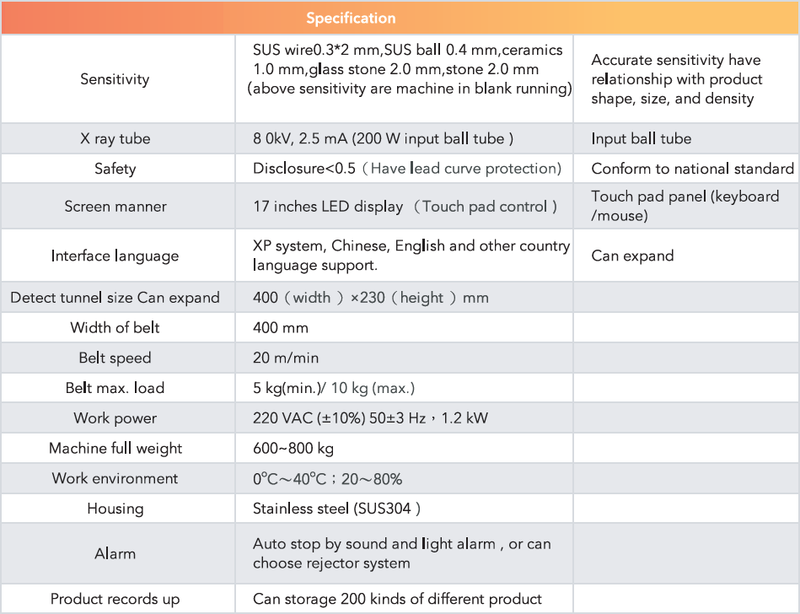 Specification
Sensitivity
SUS wire0.3*2 mm,SUS ball 0.4 mm,ceramics
1.0 mm,glass stone 2.0 mm,stone 2.0 mm
(above sensitivity are machine in blank running)
Accurate sensitivity have
relationship with product
shape, size, and density
X ray tube
8 0kV, 2.5 mA (200 W input ball tube )
Input ball tube
Safety
Disclosure<0.5（Have lead curve protection)
Conform to national standard
Screen manner
17 inches LED display （Touch pad control )
Touch pad panel (keyboard
/mouse)
Interface language
XP system, Chinese, English and other country
language support.
Can expand
Detect tunnel size Can expand
400（width ）×230（height ）mm
Width of belt
400 mm
Belt speed
20 m/min
Belt max. load
5 kg(min.)/ 10 kg (max.)
Work power
220 VAC (±10%) 50±3 Hz，1.2 kW
Machine full weight
600~800 kg
Work environment
0°C～40°C；20～80%
Housing
Stainless steel (SUS304 )
Alarm
Auto stop by sound and light alarm , or can
choose rejector system
Product records up
Can storage 200 kinds of different product